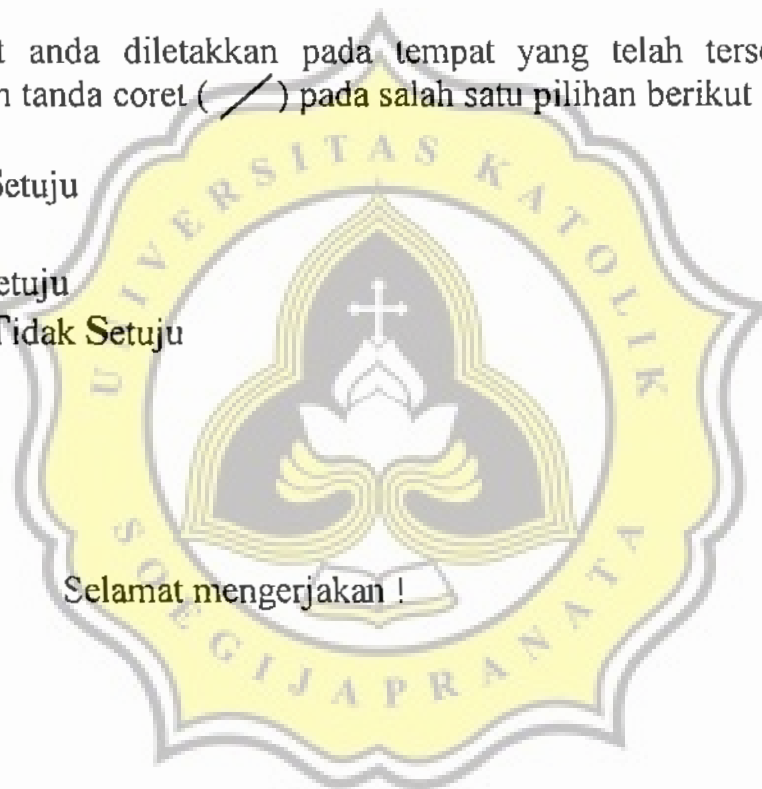 anda diletakkan pada tempat yang telah
tanda coret ( / ) pada salah satu pilihan berikut
Setuju
etuju
Tidak Setuju
Selamat mengerjakan !
UNIVERSITAS KATOLIK
SOEGIJAPRANATA